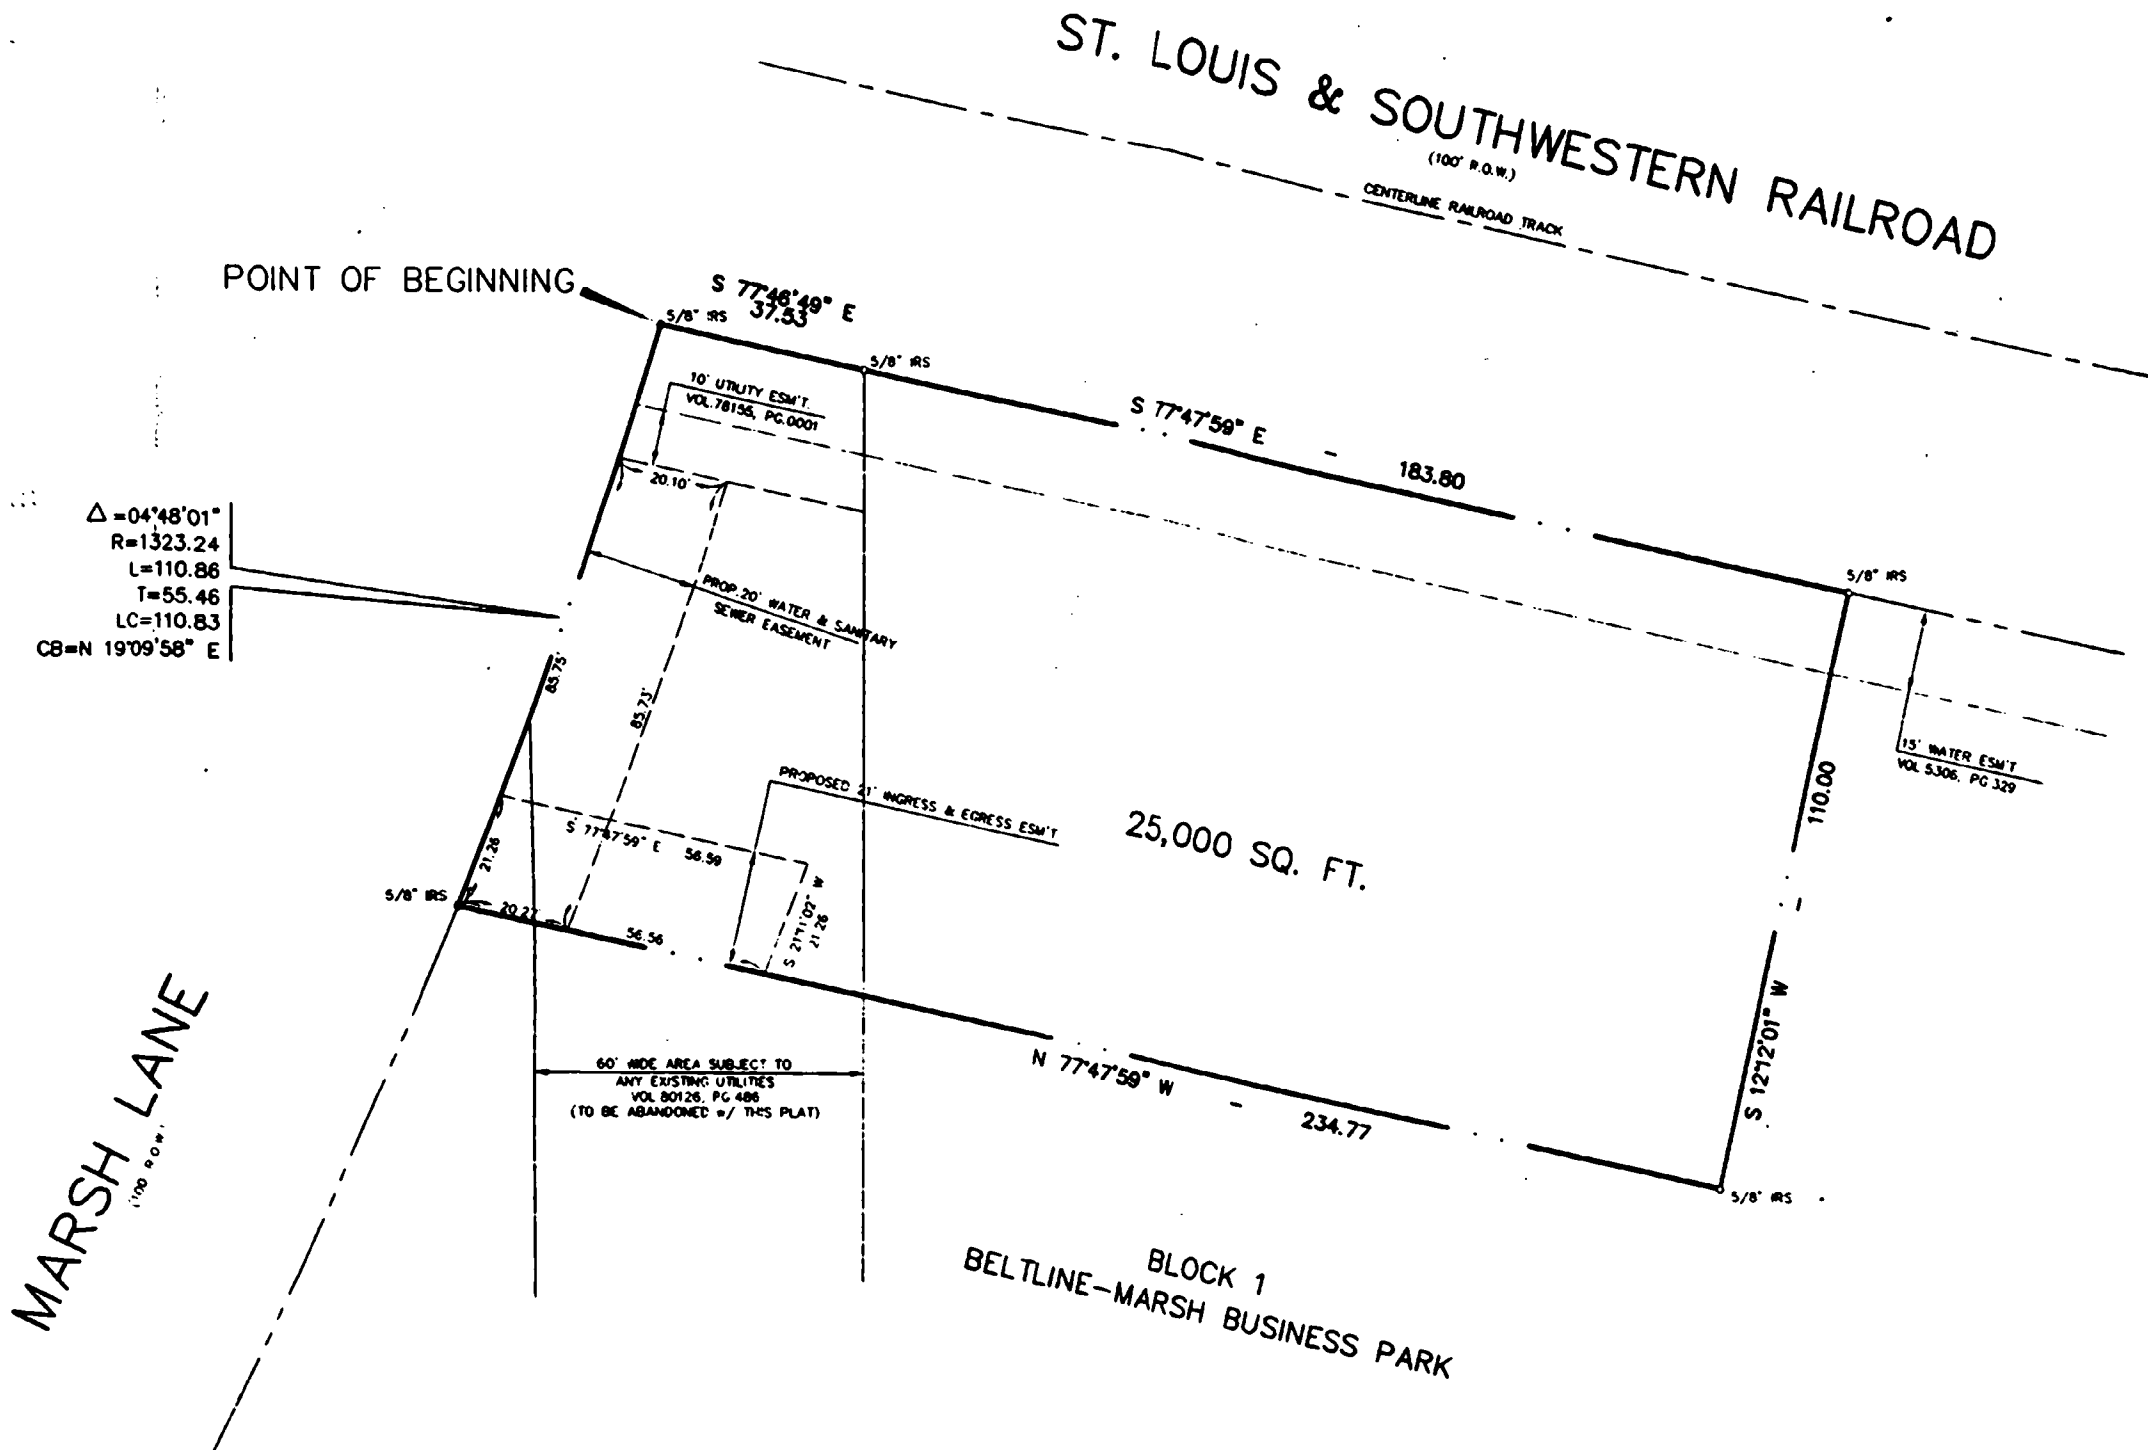 ST. LOUIS & SOUTHWESTERN RAILROAD
(100' R.O.W.)
CENTERLINE RAILROAD TRACK
POINT OF BEGINNING
S 77°46'49" E
37.53
5/8" IRS
5/8" IRS
10' UTILITY ESM'T.
VOL.78155, PG.0001
S 77°47'59" E - 183.80
20.10'
Δ=04°48'01"
R=1323.24
L=110.86
T=55.46
LC=110.83
CB=N 19°09'58" E
5/8" IRS
PROP.20' WATER & SANITARY
SEWER EASEMENT
85.75'
85.73'
15' WATER ESM'T
VOL 5306, PG 329
110.00
PROPOSED 21' INGRESS & EGRESS ESM'T
25,000 SQ. FT.
S 77°47'59" E 56.59
21.26
5/8" IRS
20.27
56.56
S 21°11'02" W
21.26
S 12°12'01" W
60' WIDE AREA SUBJECT TO
ANY EXISTING UTILITIES
VOL 80126, PG 486
(TO BE ABANDONED w/ THIS PLAT)
N 77°47'59" W - 234.77
5/8" IRS
MARSH LANE
(100 R.O.W.)
BLOCK 1
BELTLINE-MARSH BUSINESS PARK